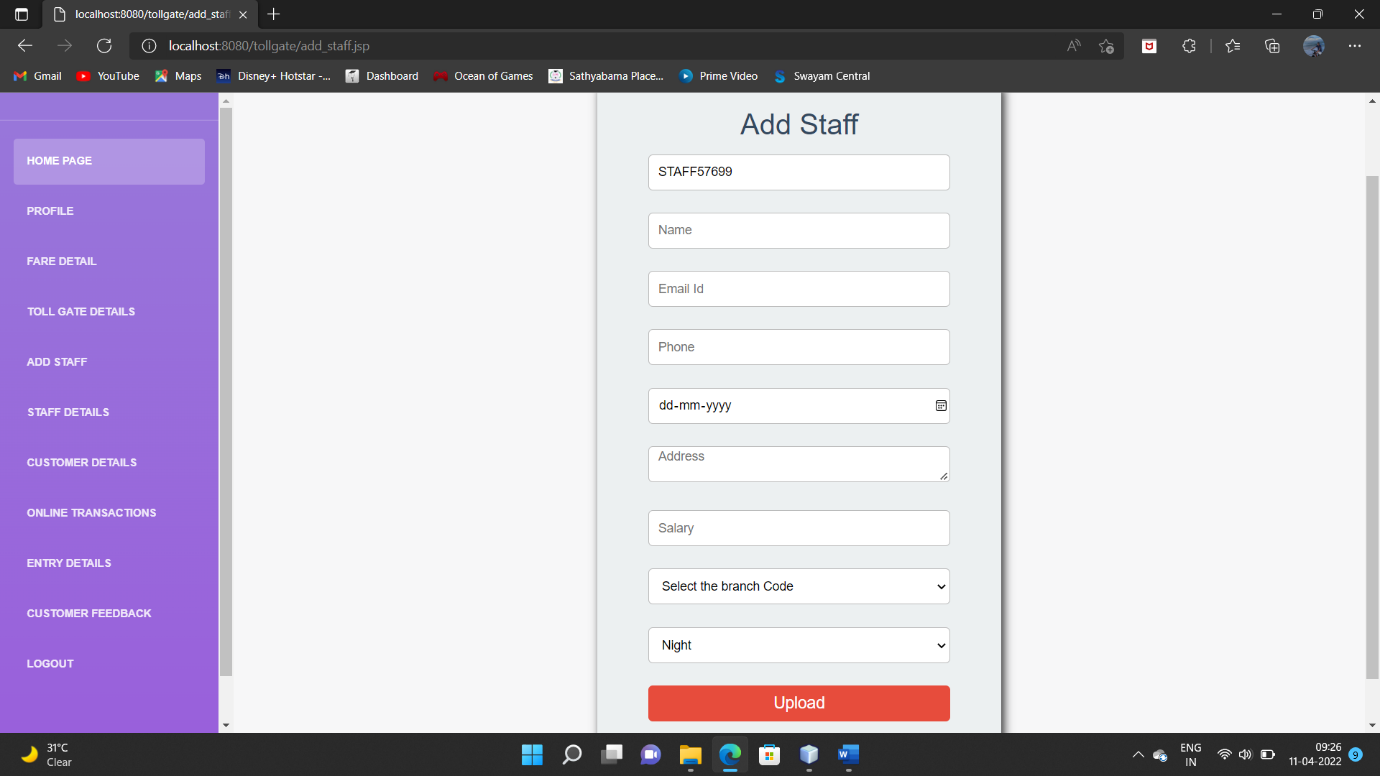 localhost:8080/tollgate/add_staf
localhost:8080/tollgate/add_staff.jsp
Gmail YouTube Maps Disney+ Hotstar -... Dashboard Ocean of Games Sathyabama Place... Prime Video Swayam Central
HOME PAGE
PROFILE
FARE DETAIL
TOLL GATE DETAILS
ADD STAFF
STAFF DETAILS
CUSTOMER DETAILS
ONLINE TRANSACTIONS
ENTRY DETAILS
CUSTOMER FEEDBACK
LOGOUT
Add Staff
STAFF57699
Name
Email Id
Phone
dd-mm-yyyy
Address
Salary
Select the branch Code
Night
Upload
31°C
Clear
ENG
IN
09:26
11-04-2022
9